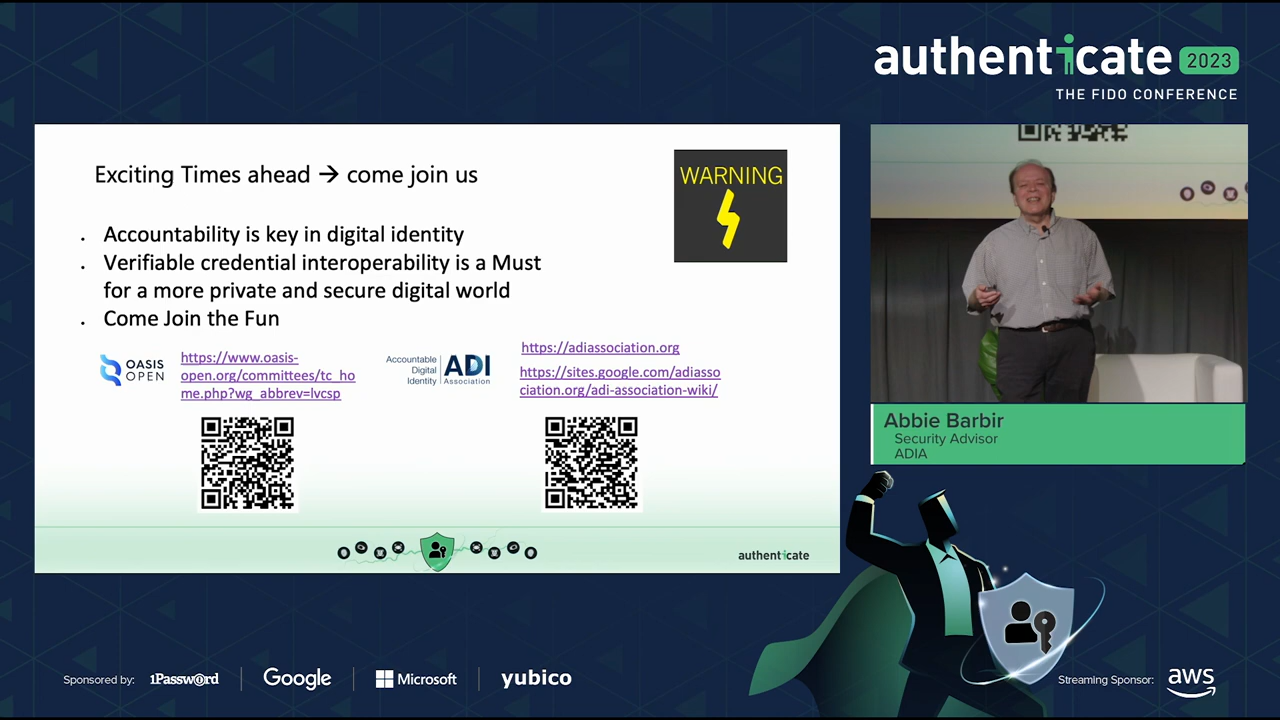 authenticate 2023
THE FIDO CONFERENCE
Exciting Times ahead → come join us
WARNING
. Accountability is key in digital identity
. Verifiable credential interoperability is a Must
for a more private and secure digital world
. Come Join the Fun
OASIS
OPEN
https://www.oasis-
open.org/committees/tc_ho
me.php?wg_abbrev=lvcsp
Accountable
Digital
Identity
ADI
Association
https://adiassociation.org
https://sites.google.com/adiasso
ciation.org/adi-association-wiki/
authenticate
Abbie Barbir
Security Advisor
ADIA
Sponsored by:
1Password
Google
Microsoft
yubico
Streaming Sponsor:
aws